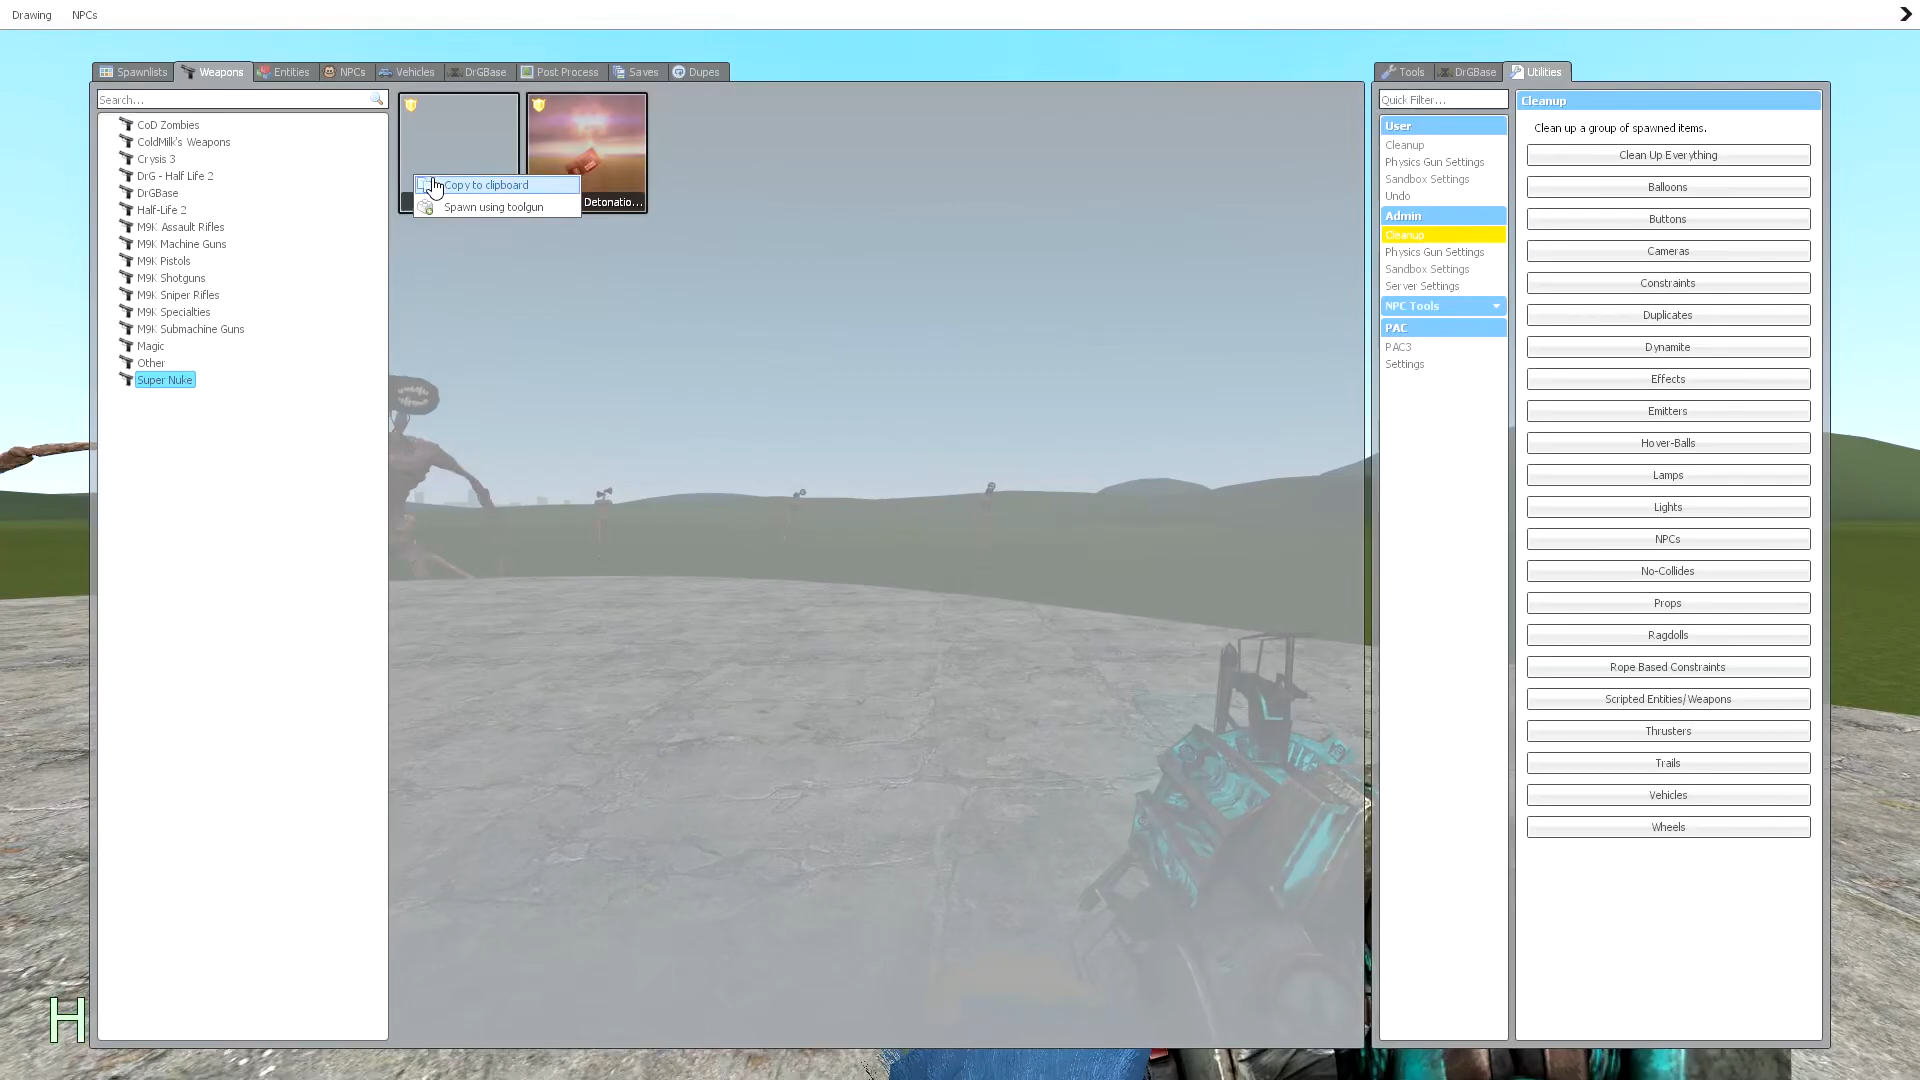 Drawing NPCs
Spawnlists Weapons Entities NPCs Vehicles DrGBase Post Process Saves Dupes
Search...
CoD Zombies
ColdMilk's Weapons
Crysis 3
DrG - Half Life 2
DrGBase
Half-Life 2
M9K Assault Rifles
M9K Machine Guns
M9K Pistols
M9K Shotguns
M9K Sniper Rifles
M9K Specialties
M9K Submachine Guns
Magic
Other
Super Nuke
Copy to clipboard
Spawn using toolgun
Detonatio...
Tools DrGBase Utilities
Quick Filter...
User
Cleanup
Physics Gun Settings
Sandbox Settings
Undo
Admin
Cleanup
Physics Gun Settings
Sandbox Settings
Server Settings
NPC Tools
PAC
PAC3
Settings
Cleanup
Clean up a group of spawned items.
Clean Up Everything
Balloons
Buttons
Cameras
Constraints
Duplicates
Dynamite
Effects
Emitters
Hover-Balls
Lamps
Lights
NPCs
No-Collides
Props
Ragdolls
Rope Based Constraints
Scripted Entities/Weapons
Thrusters
Trails
Vehicles
Wheels
H